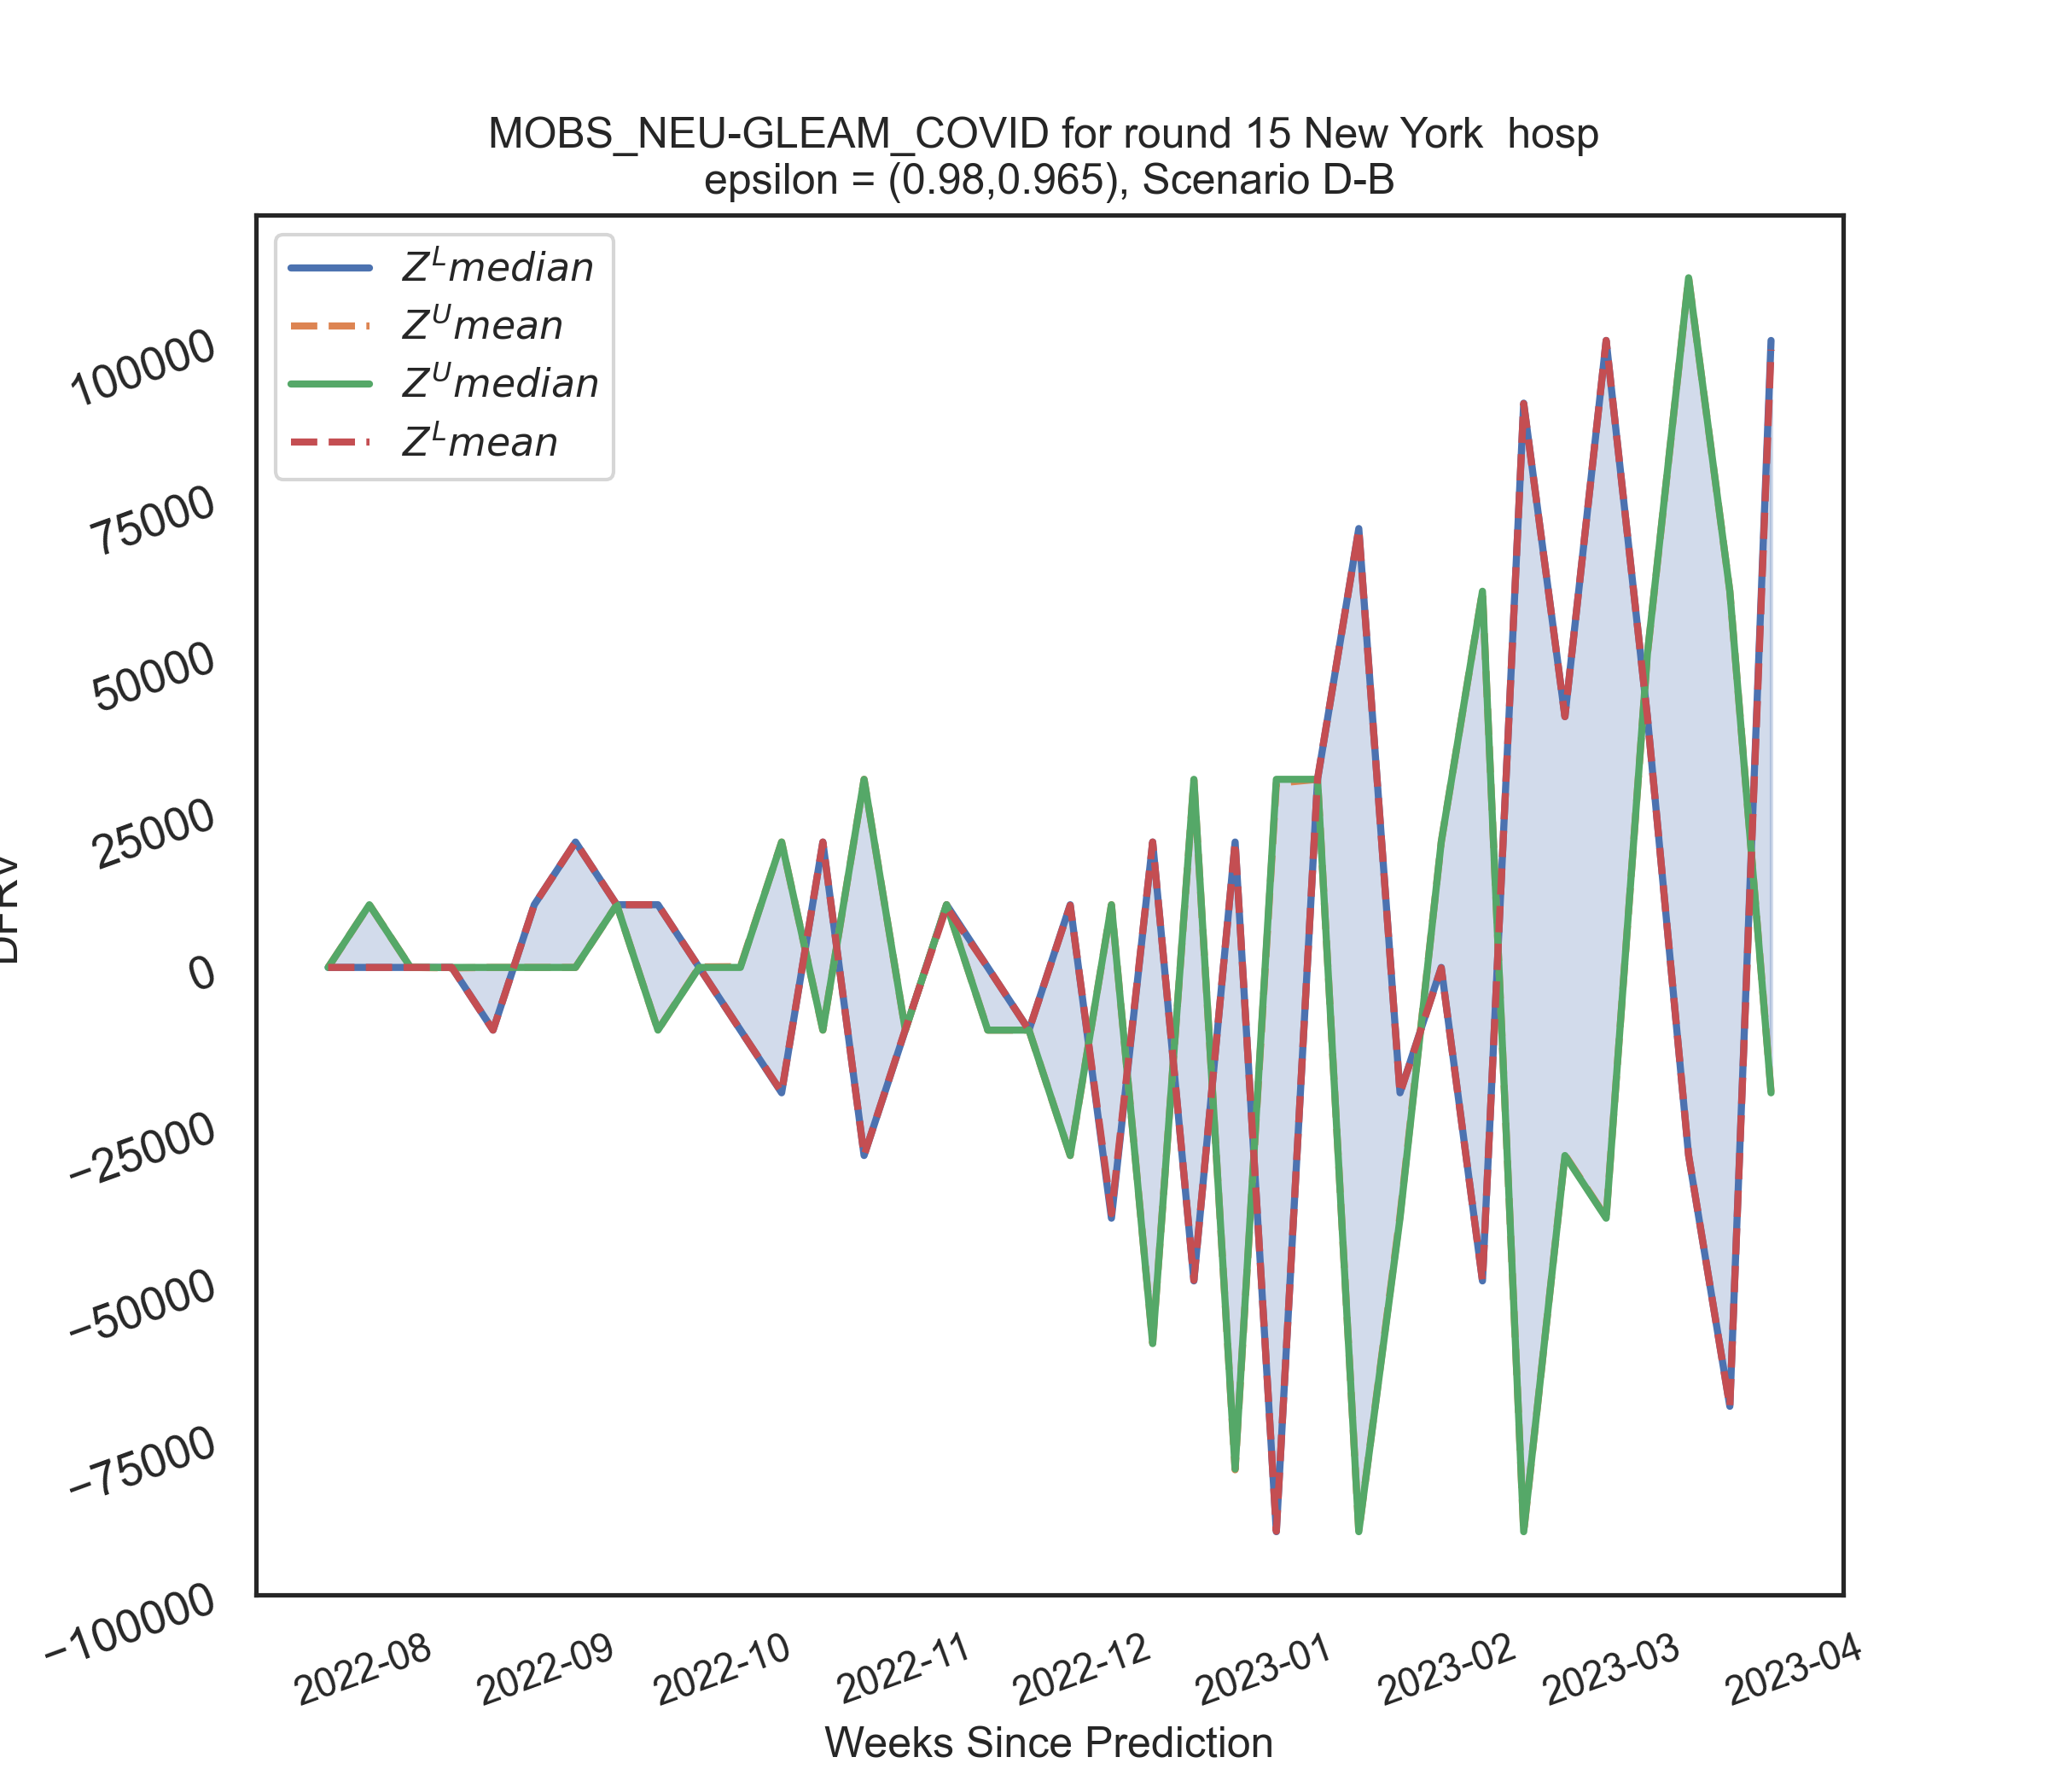 MOBS_NEU-GLEAM_COVID for round 15 New York  hosp
epsilon = (0.98,0.965), Scenario D-B
Z^L median
Z^U mean
Z^U median
Z^L mean
100000
75000
50000
25000
0
−25000
−50000
−75000
−100000
2022-08
2022-09
2022-10
2022-11
2022-12
2023-01
2023-02
2023-03
2023-04
Weeks Since Prediction